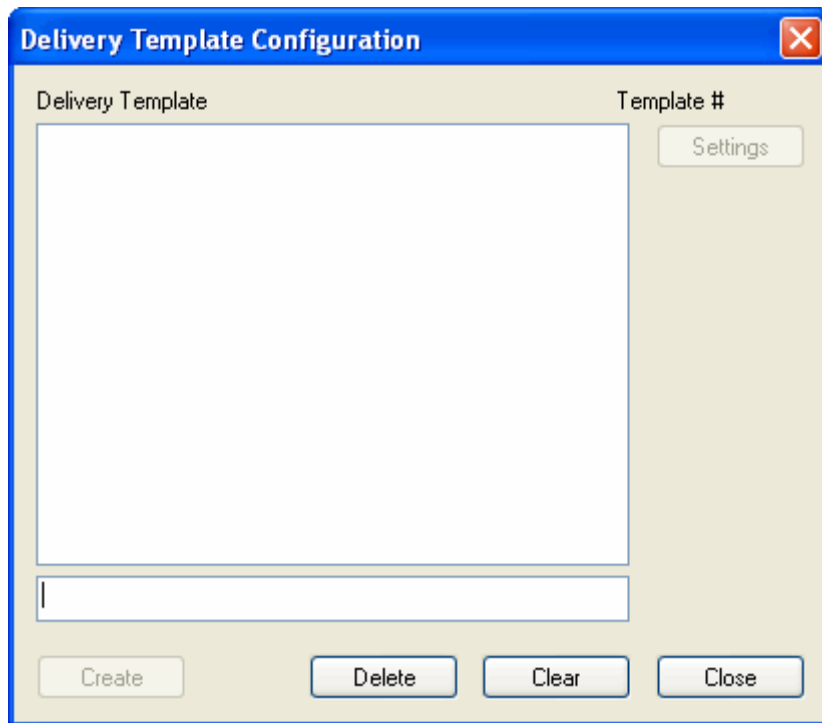 Delivery Template Configuration
Delivery Template Template #
Settings
Create Delete Clear Close